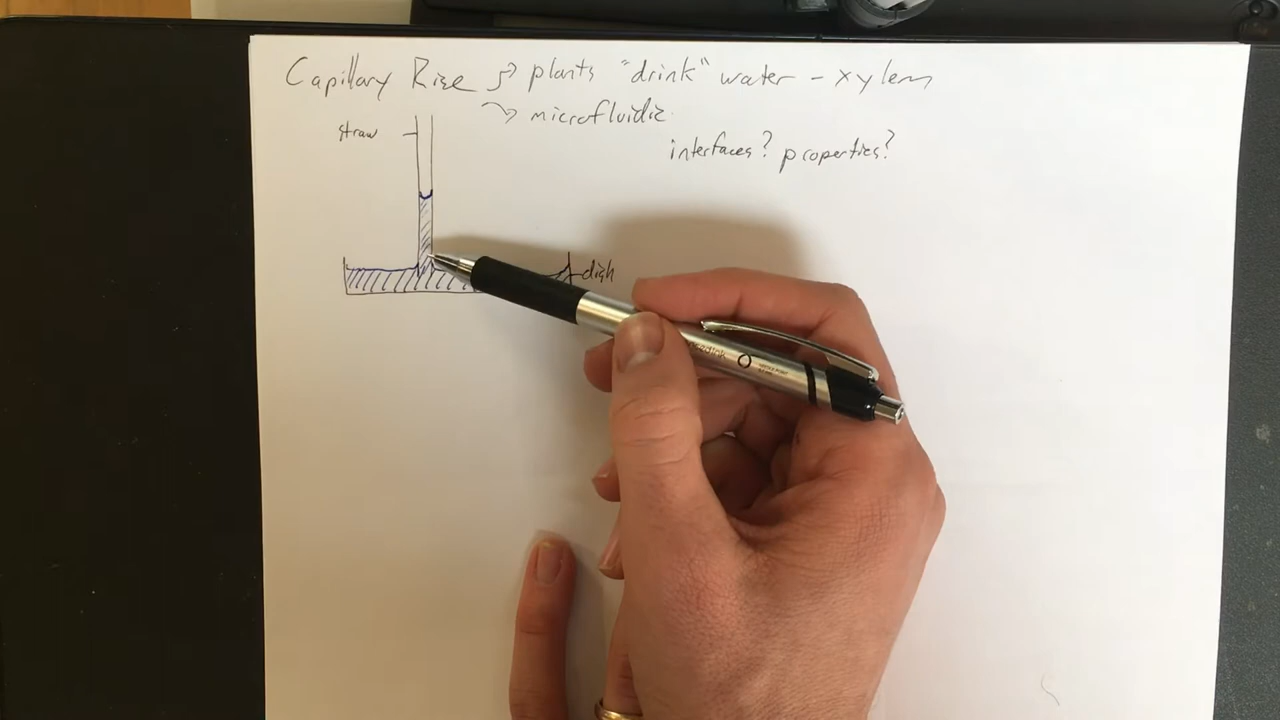 Capillary Rise → plants "drink" water - xylem
→ microfluidic
straw
interfaces? properties?
dish